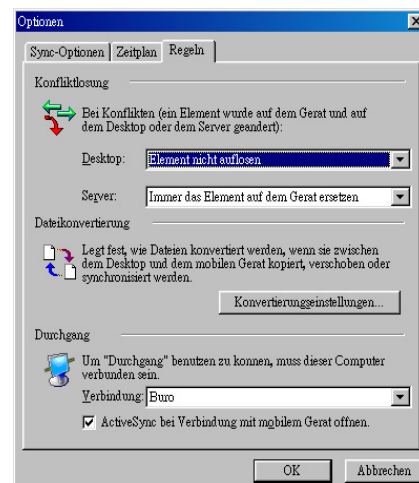 Optionen
Sync-Optionen Zeitplan Regeln
Konfliktlosung
Bei Konflikten (ein Element wurde auf dem Gerat und auf
dem Desktop oder dem Server geandert):
Desktop: Element nicht auflosen
Server: Immer das Element auf dem Gerat ersetzen
Dateikonvertierung
Legt fest, wie Dateien konvertiert werden, wenn sie zwischen
dem Desktop und dem mobilen Gerat kopiert, verschoben oder
synchronisiert werden.
Konvertierungseinstellungen...
Durchgang
Um "Durchgang" benutzen zu konnen, muss dieser Computer
verbunden sein.
Verbindung: Buro
ActiveSync bei Verbindung mit mobilem Gerat offnen.
OK Abbrechen